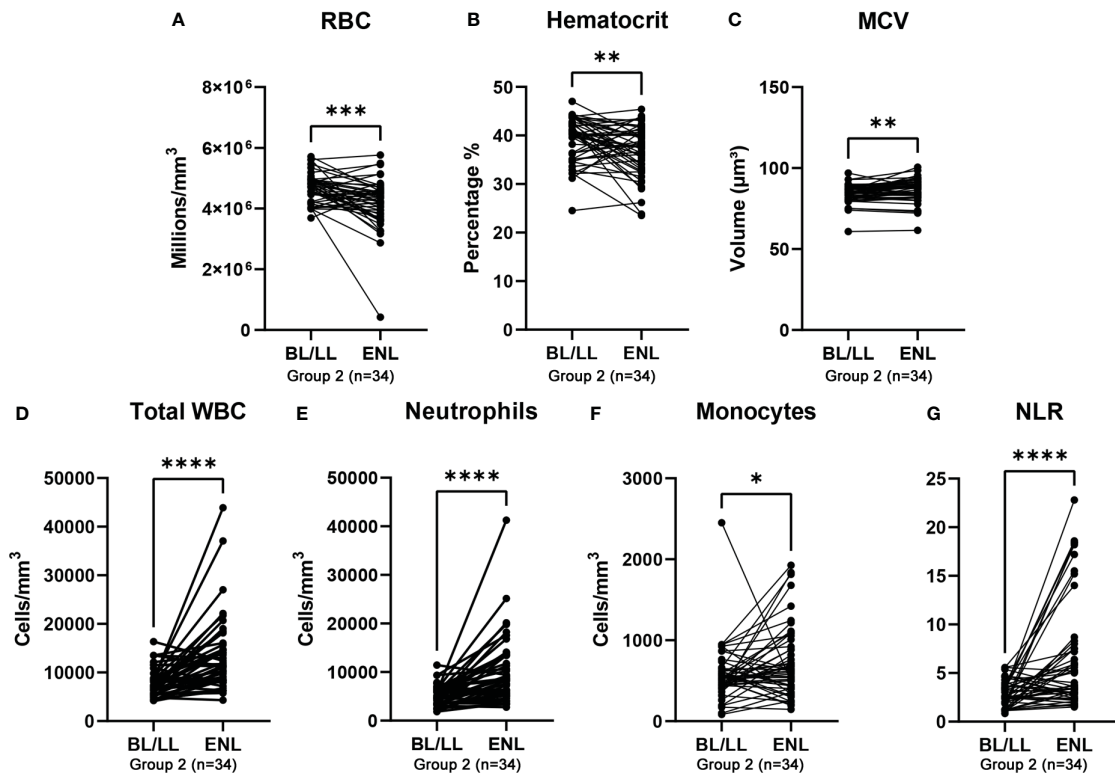 A RBC
B Hematocrit
C MCV
***
**
**
8×10⁶
6×10⁶
4×10⁶
2×10⁶
0
Millions/mm³
BL/LL ENL
Group 2 (n=34)
50
40
30
20
10
0
Percentage %
BL/LL ENL
Group 2 (n=34)
150
100
50
0
Volume (µm³)
BL/LL ENL
Group 2 (n=34)
D Total WBC
E Neutrophils
F Monocytes
G NLR
****
****
*
****
50000
40000
30000
20000
10000
0
Cells/mm³
BL/LL ENL
Group 2 (n=34)
50000
40000
30000
20000
10000
0
Cells/mm³
BL/LL ENL
Group 2 (n=34)
3000
2000
1000
0
Cells/mm³
BL/LL ENL
Group 2 (n=34)
25
20
15
10
5
0
BL/LL ENL
Group 2 (n=34)